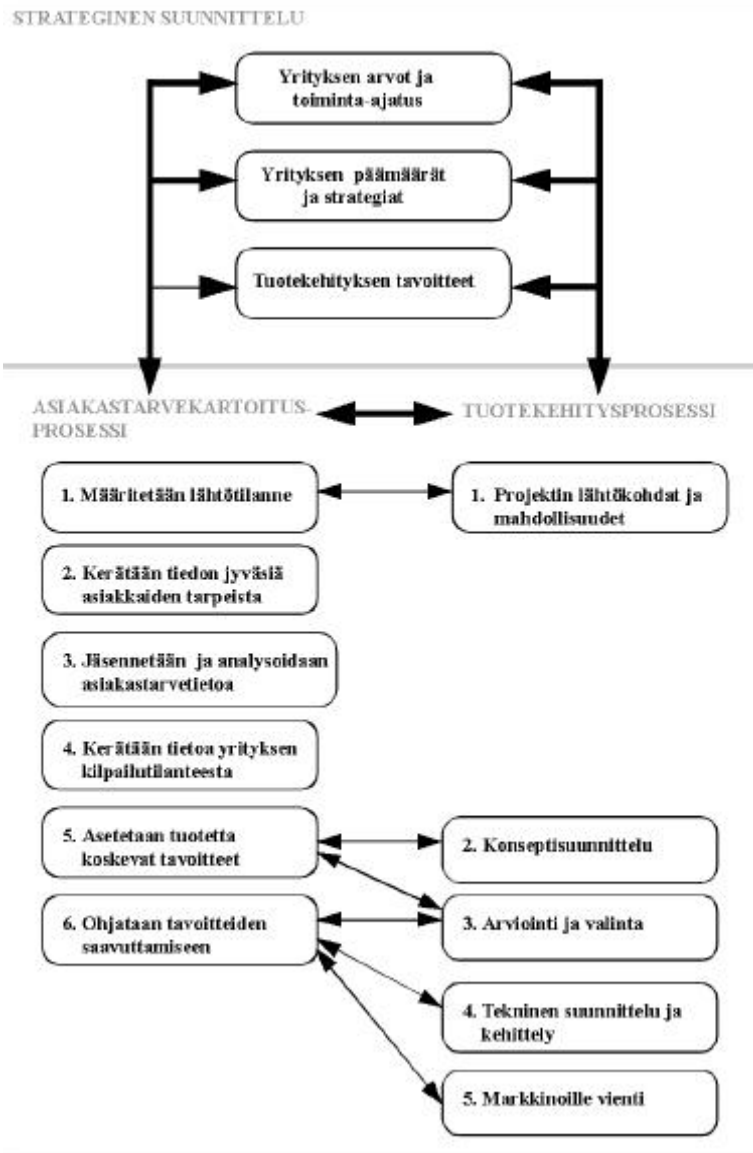 STRATEGINEN SUUNNITTELU
Yrityksen arvot ja
toiminta-ajatus
Yrityksen päämäärät
ja strategiat
Tuotekehityksen tavoitteet
ASIAKASTARVEKARTOITUS-
PROSESSI
TUOTEKEHITYSPROSESSI
1. Määritetään lähtötilanne
1. Projektin lähtökohdat ja
mahdollisuudet
2. Kerätään tiedon jyväsiä
asiakkaiden tarpeista
3. Jäsennetään ja analysoidaan
asiakastarvetietoa
4. Kerätään tietoa yrityksen
kilpailutilanteesta
5. Asetetaan tuotetta
koskevat tavoitteet
2. Konseptisuunnittelu
6. Ohjataan tavoitteiden
saavuttamiseen
3. Arviointi ja valinta
4. Tekninen suunnittelu ja
kehittely
5. Markkinoille vienti